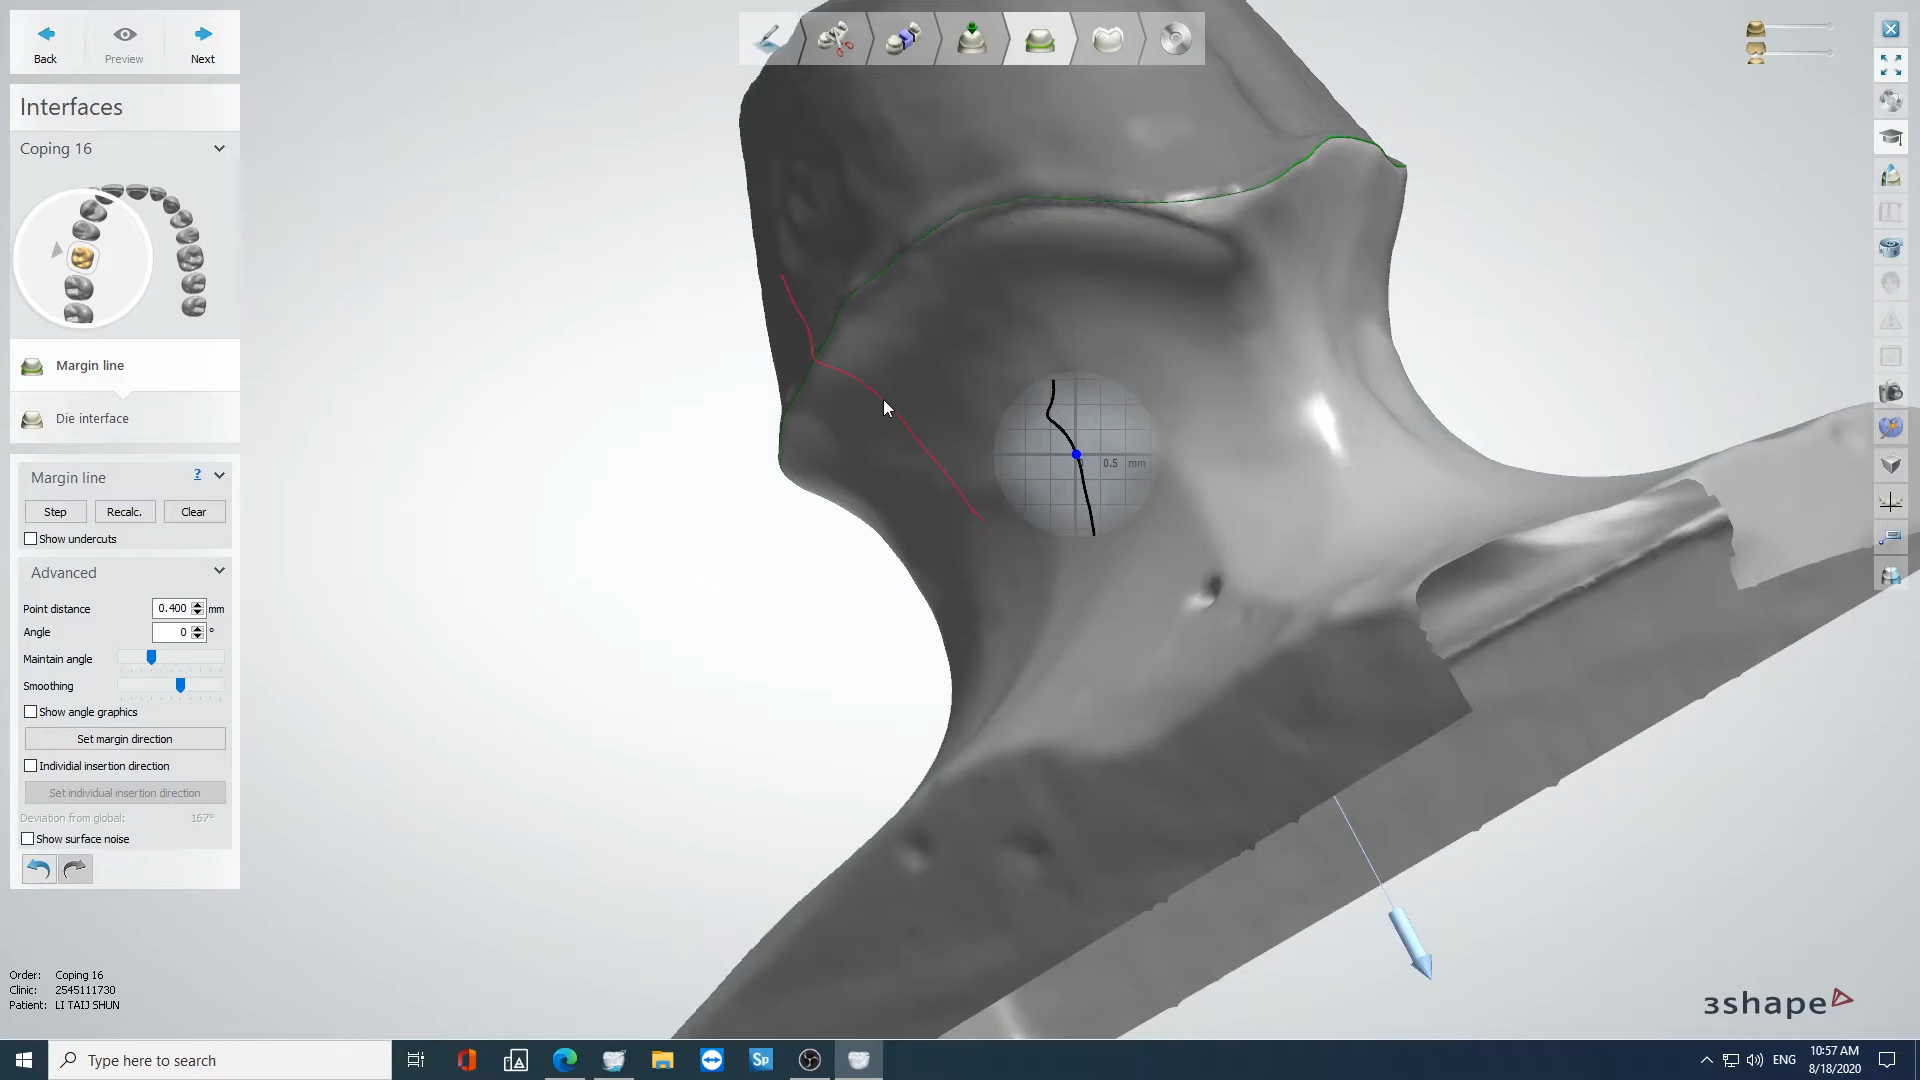 Back
Preview
Next
Interfaces
Coping 16
Margin line
Die interface
Margin line
?
Step
Recalc.
Clear
Show undercuts
Advanced
Point distance 0.400 mm
Angle 0 °
Maintain angle
Smoothing
Show angle graphics
Set margin direction
Individial insertion direction
Set individual insertion direction
Deviation from global: 167°
Show surface noise
0.5 mm
Order: Coping 16
Clinic: 2545111730
Patient: LI TAIJ SHUN
3shape
Type here to search
Sp
ENG
10:57 AM
8/18/2020